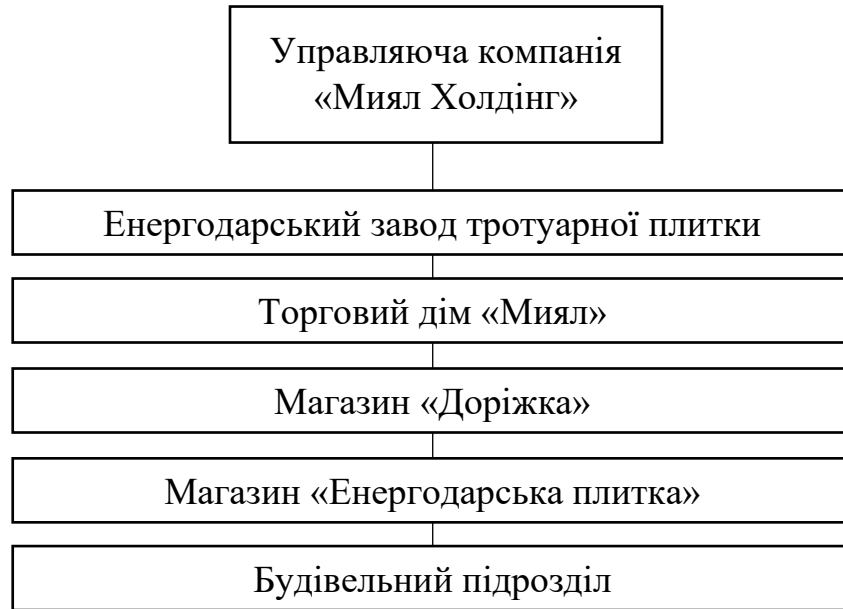 Управляюча компанія
«Миял Холдінг»
Енергодарський завод тротуарної плитки
Торговий дім «Миял»
Магазин «Доріжка»
Магазин «Енергодарська плитка»
Будівельний підрозділ